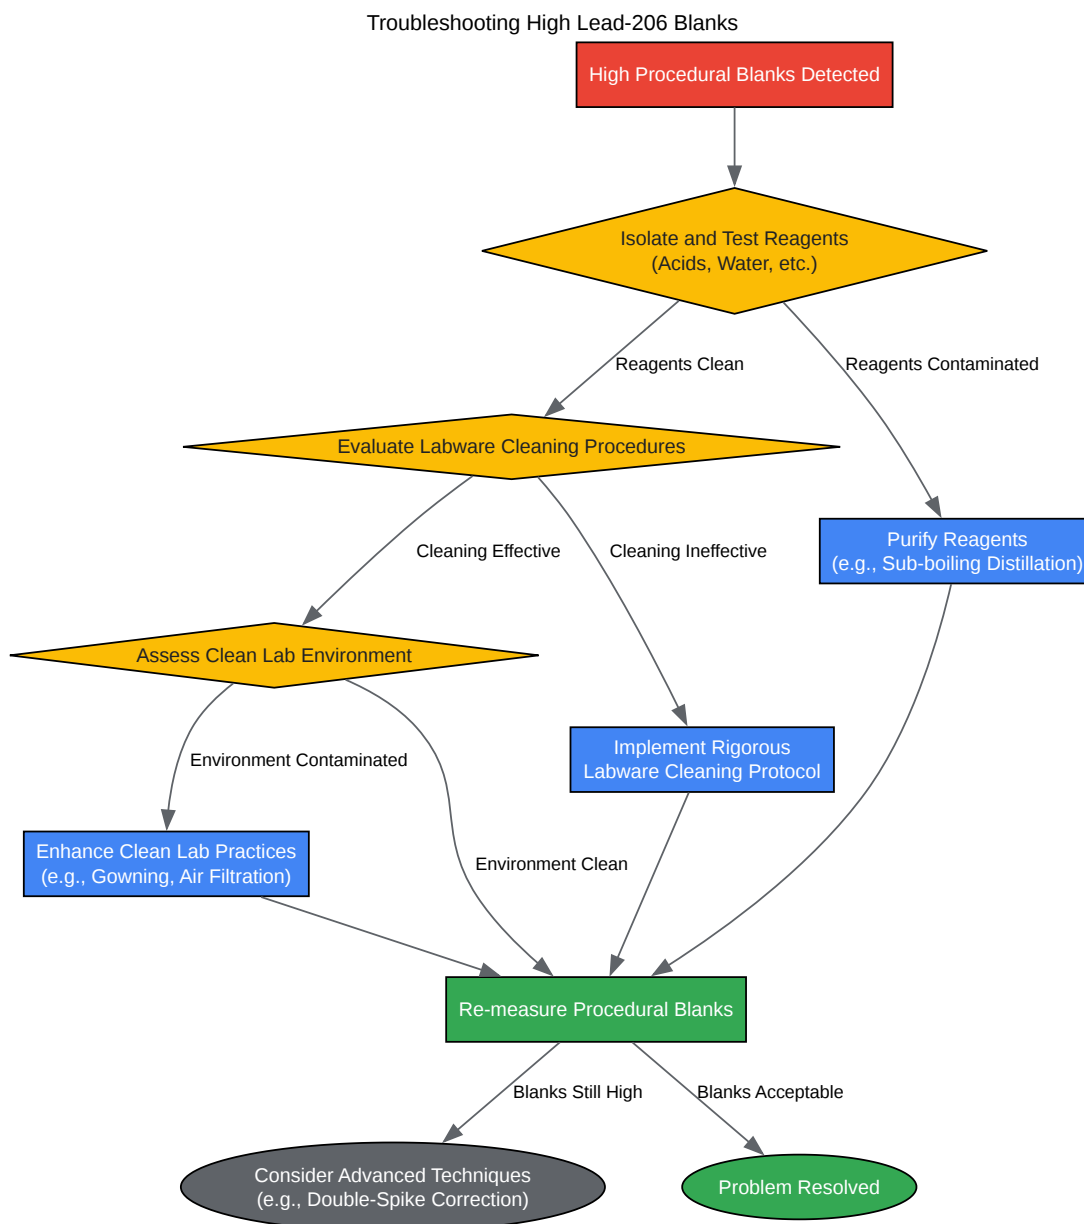 Troubleshooting High Lead-206 Blanks
High Procedural Blanks Detected
Isolate and Test Reagents
(Acids, Water, etc.)
Reagents Clean
Reagents Contaminated
Evaluate Labware Cleaning Procedures
Purify Reagents
(e.g., Sub-boiling Distillation)
Cleaning Effective
Cleaning Ineffective
Assess Clean Lab Environment
Implement Rigorous
Labware Cleaning Protocol
Environment Contaminated
Enhance Clean Lab Practices
(e.g., Gowning, Air Filtration)
Environment Clean
Re-measure Procedural Blanks
Blanks Still High
Blanks Acceptable
Consider Advanced Techniques
(e.g., Double-Spike Correction)
Problem Resolved